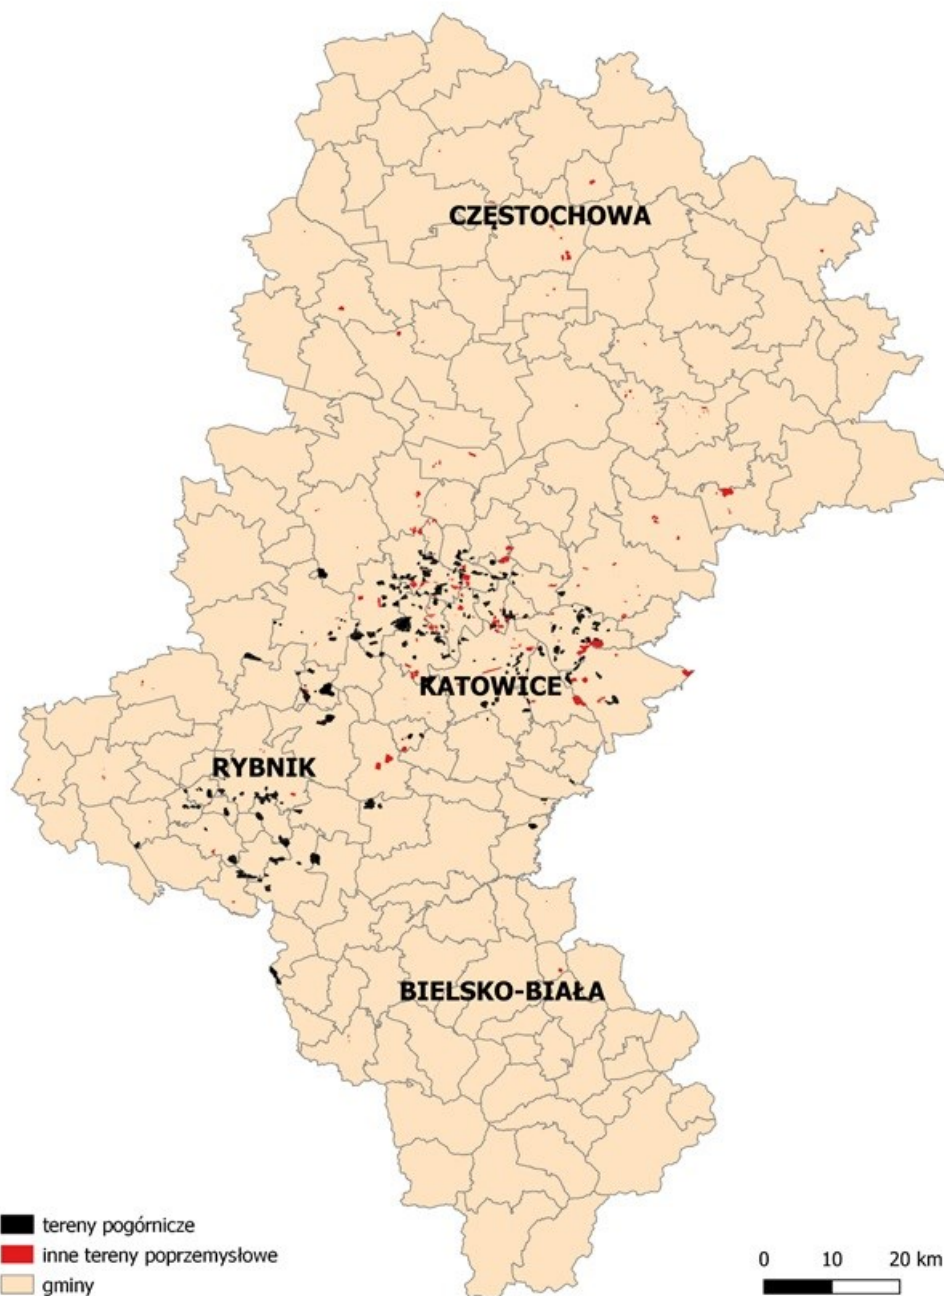 CZĘSTOCHOWA
KATOWICE
RYBNIK
BIELSKO-BIAŁA
tereny pogórnicze
inne tereny poprzemysłowe
gminy
0 10 20 km